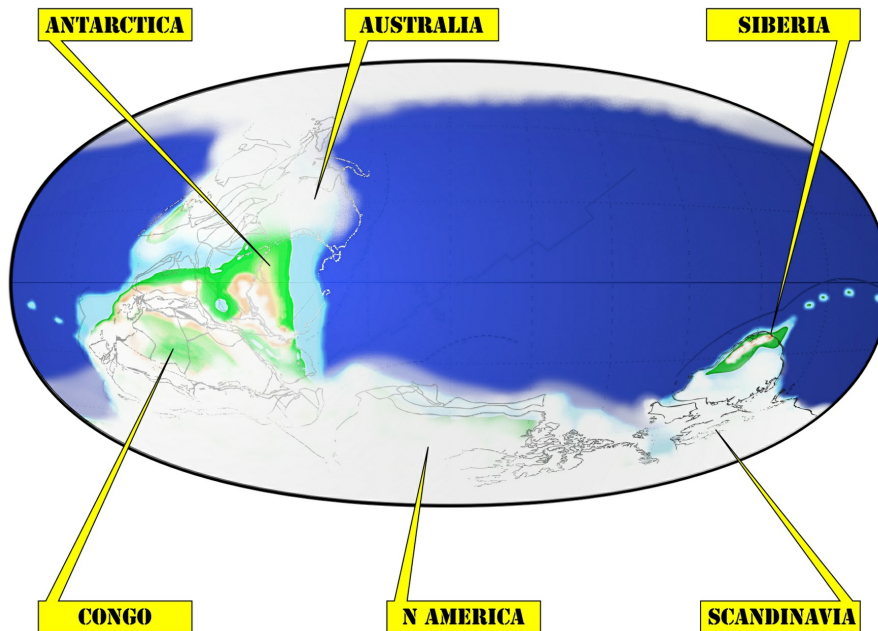 ANTARCTICA
AUSTRALIA
SIBERIA
CONGO
N AMERICA
SCANDINAVIA